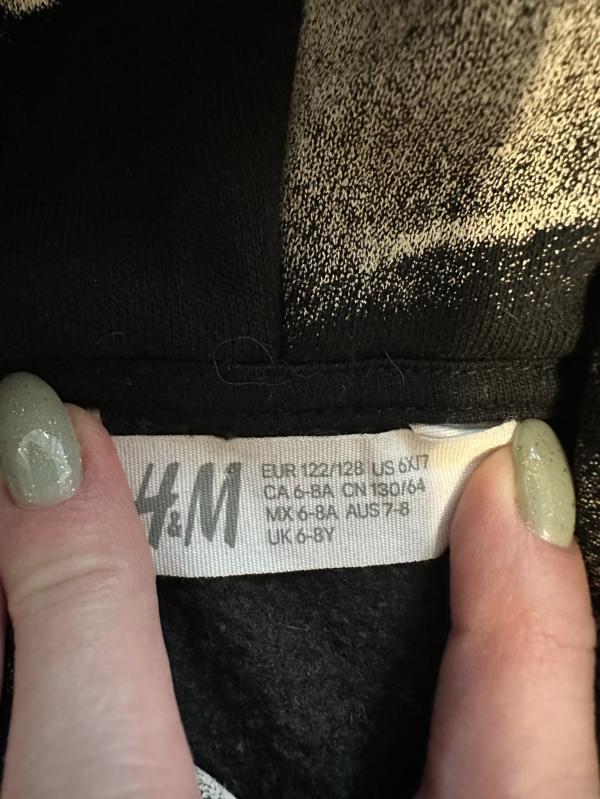 H&M
EUR 122/128 US 6X/7
CA 6-8A CN 130/64
MX 6-8A AUS 7-8
UK 6-8Y